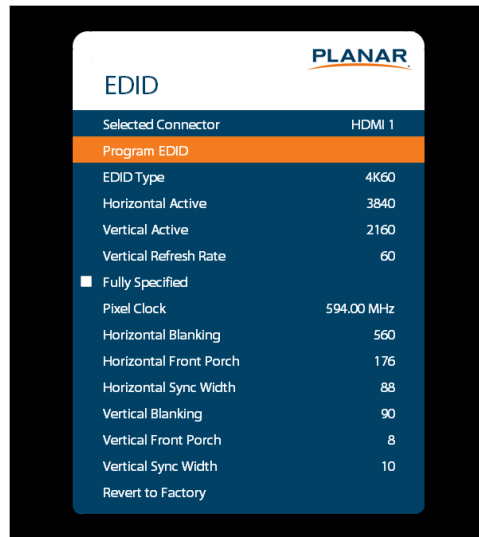 PLANAR
EDID
Selected Connector HDMI 1
Program EDID
EDID Type 4K60
Horizontal Active 3840
Vertical Active 2160
Vertical Refresh Rate 60
Fully Specified
Pixel Clock 594.00 MHz
Horizontal Blanking 560
Horizontal Front Porch 176
Horizontal Sync Width 88
Vertical Blanking 90
Vertical Front Porch 8
Vertical Sync Width 10
Revert to Factory